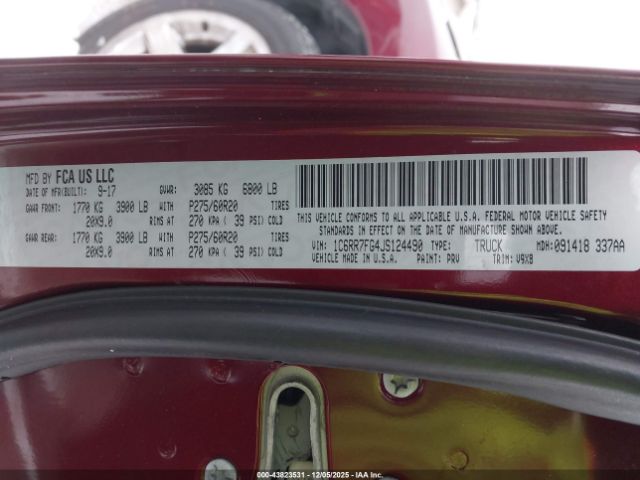 MFD BY FCA US LLC
DATE OF MFR(BUILT): 9-17 GVWR: 3085 KG 6800 LB
GAWR FRONT: 1770 KG 3900 LB WITH P275/60R20 TIRES
20X9.0 RIMS AT 270 KPA ( 39 PSI) COLD
GAWR REAR: 1770 KG 3900 LB WITH P275/60R20 TIRES
20X9.0 RIMS AT 270 KPA ( 39 PSI) COLD
THIS VEHICLE CONFORMS TO ALL APPLICABLE U.S.A. FEDERAL MOTOR VEHICLE SAFETY
STANDARDS IN EFFECT ON THE DATE OF MANUFACTURE SHOWN ABOVE.
VIN: 1C6RR7FG4JS124490 TYPE: TRUCK MDH: 091418 337AA
VEHICLE MADE IN U.S.A. PAINT: PRV TRIM: V9X8
000-43823531 - 12/05/2025 - IAA Inc.